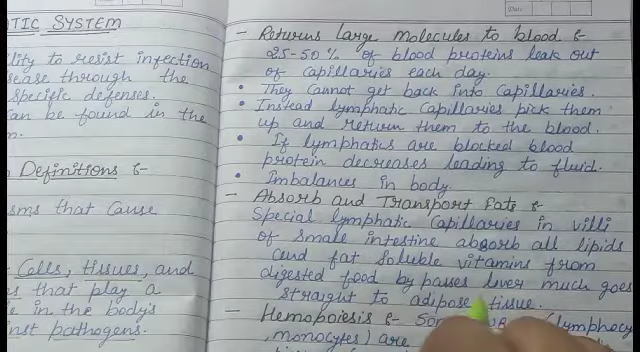 TIC SYSTEM
lity to resist infection
sease through the
specific defenses.
can be found in the
m.
Definitions :-
sms that cause
Cells, tissues, and
s that play a
e in the body's
inst pathogens.
Date
- Returns large molecules to blood :-
25-50% of blood proteins leak out
of capillaries each day.
• They cannot get back into capillaries.
• Instead lymphatic capillaries pick them
up and return them to the blood.
• If lymphatics are blocked blood
protein decreases leading to fluid.
• Imbalances in body
- Absorb and Transport fats :-
Special lymphatic capillaries in villi
of small intestine absorb all lipids
and fat soluble vitamins from
digested food by passes liver much goes
straight to adipose tissue.
- Hemopoiesis :- Som (lymphocy
, monocytes) are